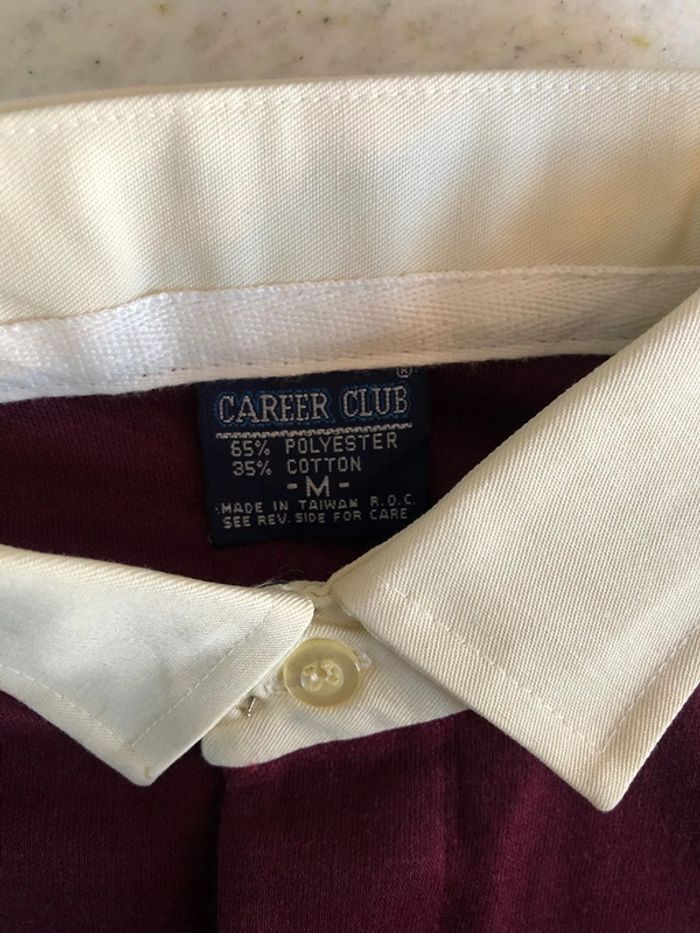 ®
CAREER CLUB
65% POLYESTER
35% COTTON
- M -
MADE IN TAIWAN R.O.C.
SEE REV. SIDE FOR CARE